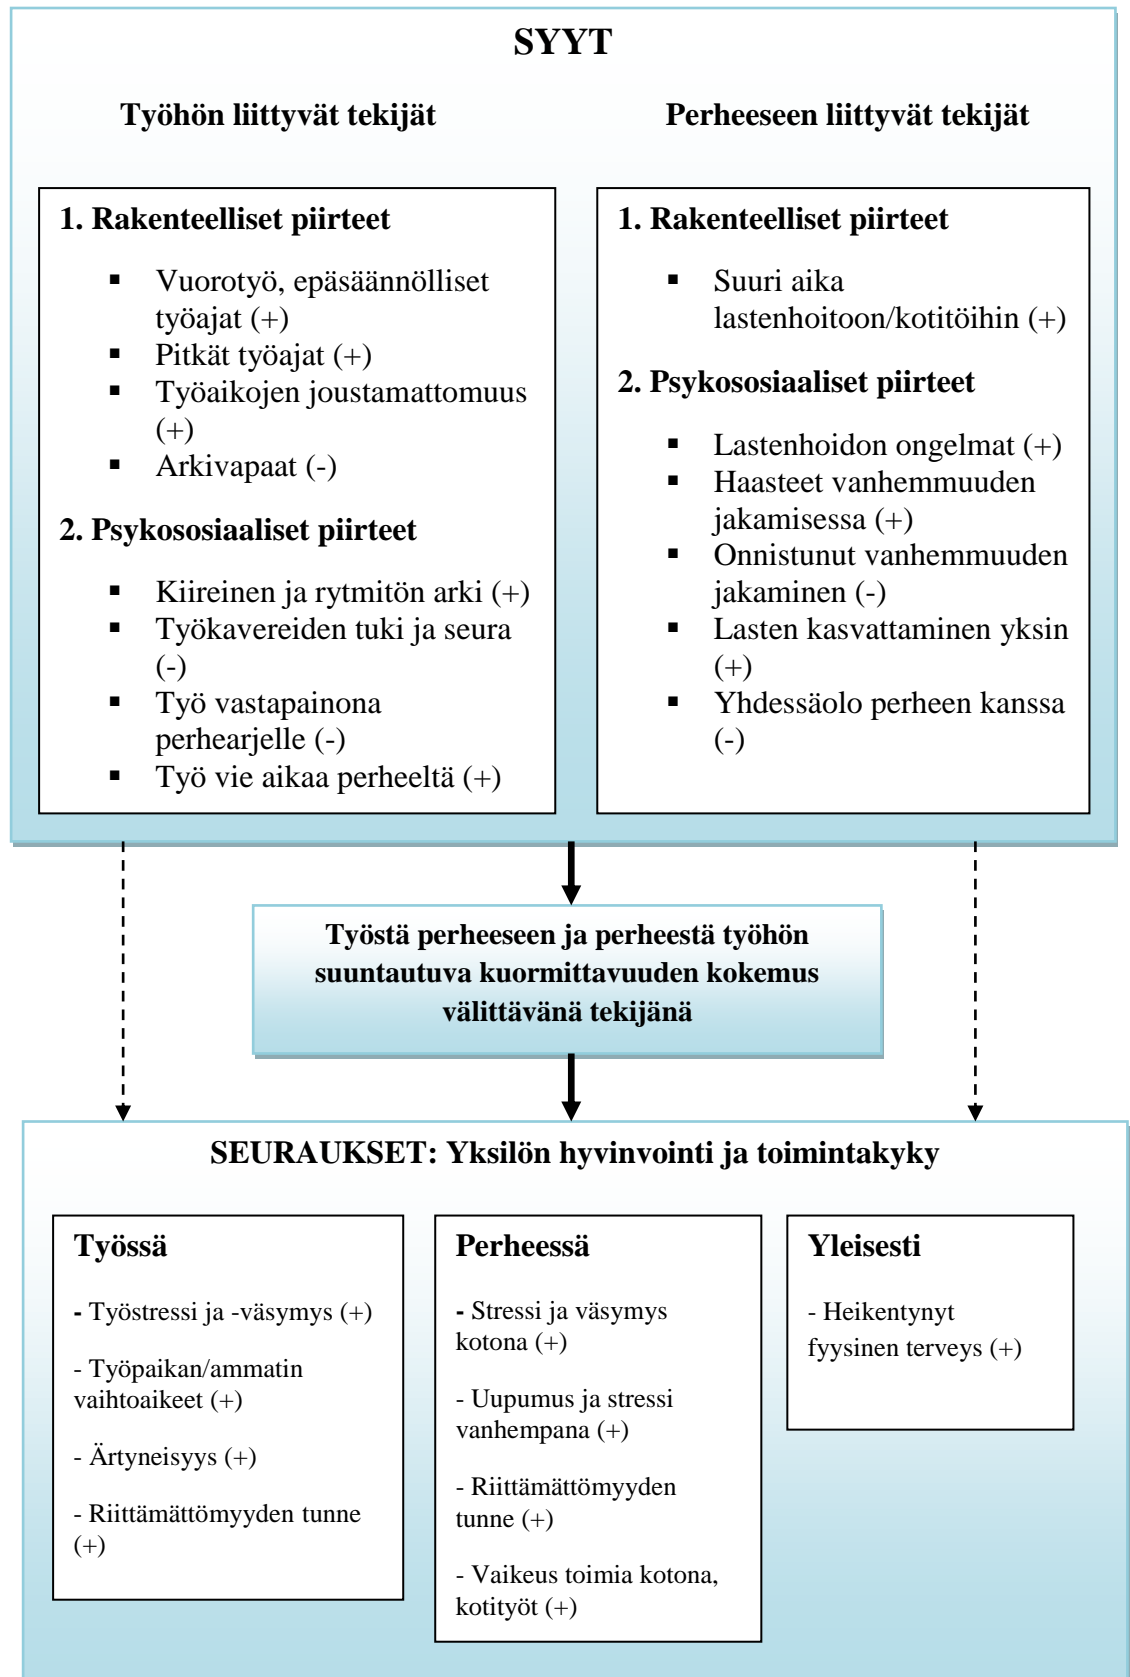 SYYT
Työhön liittyvät tekijät
Perheeseen liittyvät tekijät
1. Rakenteelliset piirteet
▪ Vuorotyö, epäsäännölliset
työajat (+)
▪ Pitkät työajat (+)
▪ Työaikojen joustamattomuus
(+)
▪ Arkivapaat (-)
2. Psykososiaaliset piirteet
▪ Kiireinen ja rytmitön arki (+)
▪ Työkavereiden tuki ja seura
(-)
▪ Työ vastapainona
perhearjelle (-)
▪ Työ vie aikaa perheeltä (+)
1. Rakenteelliset piirteet
▪ Suuri aika
lastenhoitoon/kotitöihin (+)
2. Psykososiaaliset piirteet
▪ Lastenhoidon ongelmat (+)
▪ Haasteet vanhemmuuden
jakamisessa (+)
▪ Onnistunut vanhemmuuden
jakaminen (-)
▪ Lasten kasvattaminen yksin
(+)
▪ Yhdessäolo perheen kanssa
(-)
Työstä perheeseen ja perheestä työhön
suuntautuva kuormittavuuden kokemus
välittävänä tekijänä
SEURAUKSET: Yksilön hyvinvointi ja toimintakyky
Työssä
- Työstressi ja -väsymys (+)
- Työpaikan/ammatin
vaihtoaikeet (+)
- Ärtyneisyys (+)
- Riittämättömyyden tunne
(+)
Perheessä
- Stressi ja väsymys
kotona (+)
- Uupumus ja stressi
vanhempana (+)
- Riittämättömyyden
tunne (+)
- Vaikeus toimia kotona,
kotityöt (+)
Yleisesti
- Heikentynyt
fyysinen terveys (+)